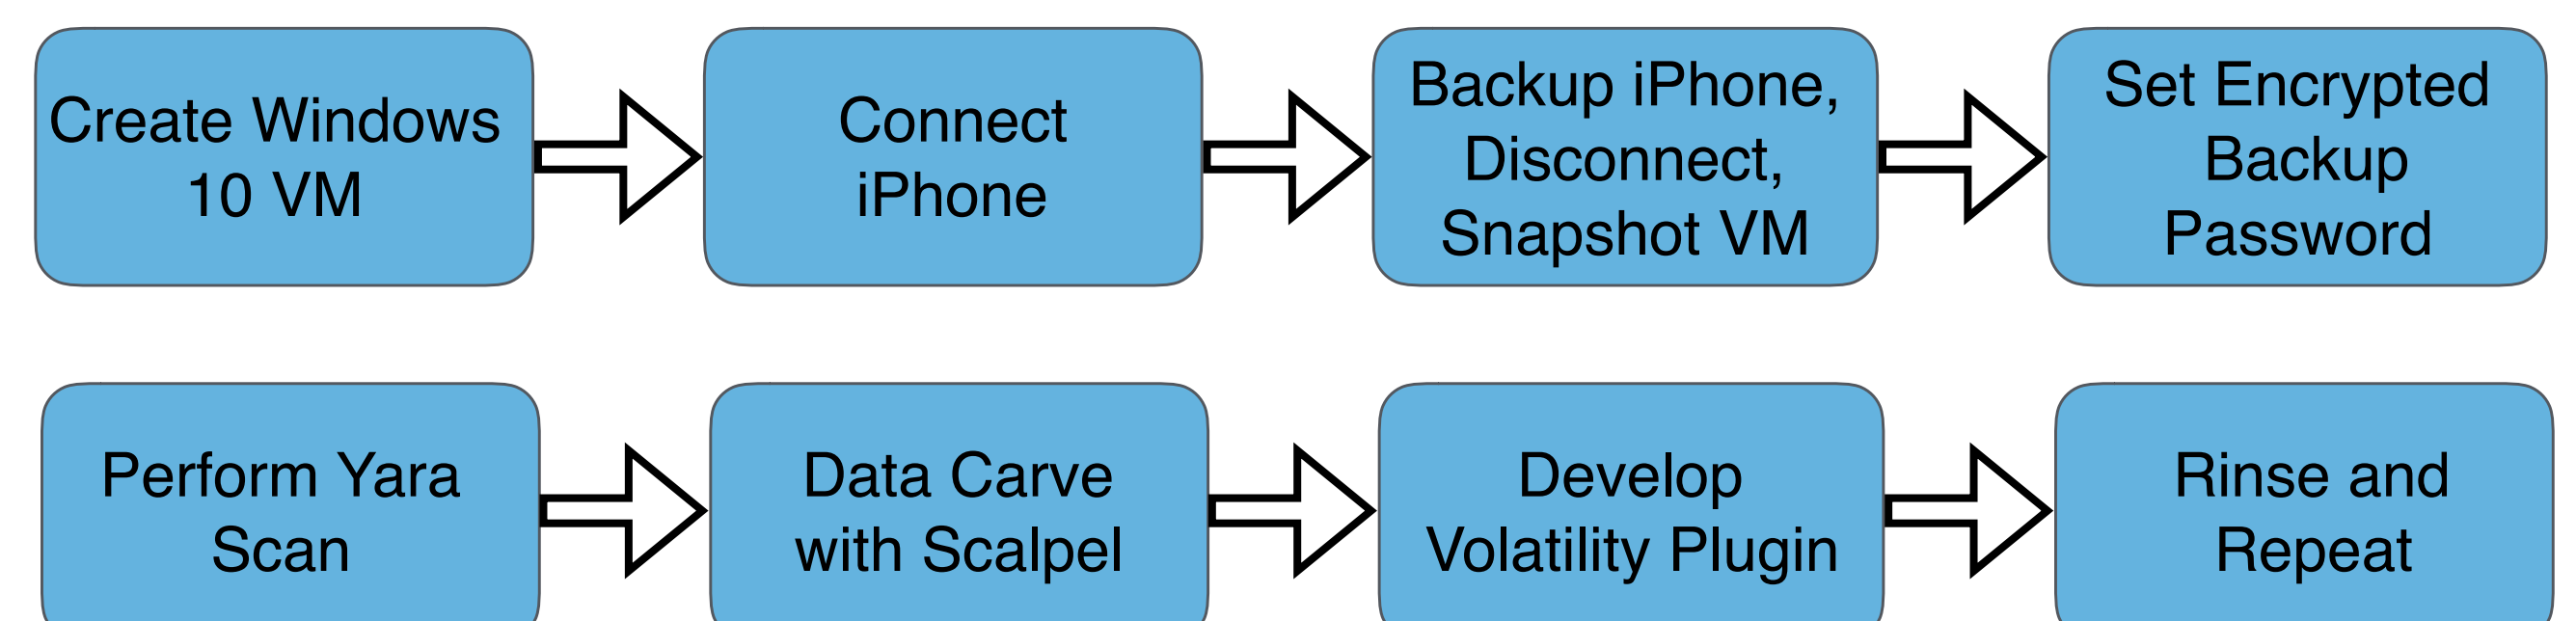 Create Windows
10 VM
Connect
iPhone
Backup iPhone,
Disconnect,
Snapshot VM
Set Encrypted
Backup
Password
Perform Yara
Scan
Data Carve
with Scalpel
Develop
Volatility Plugin
Rinse and
Repeat